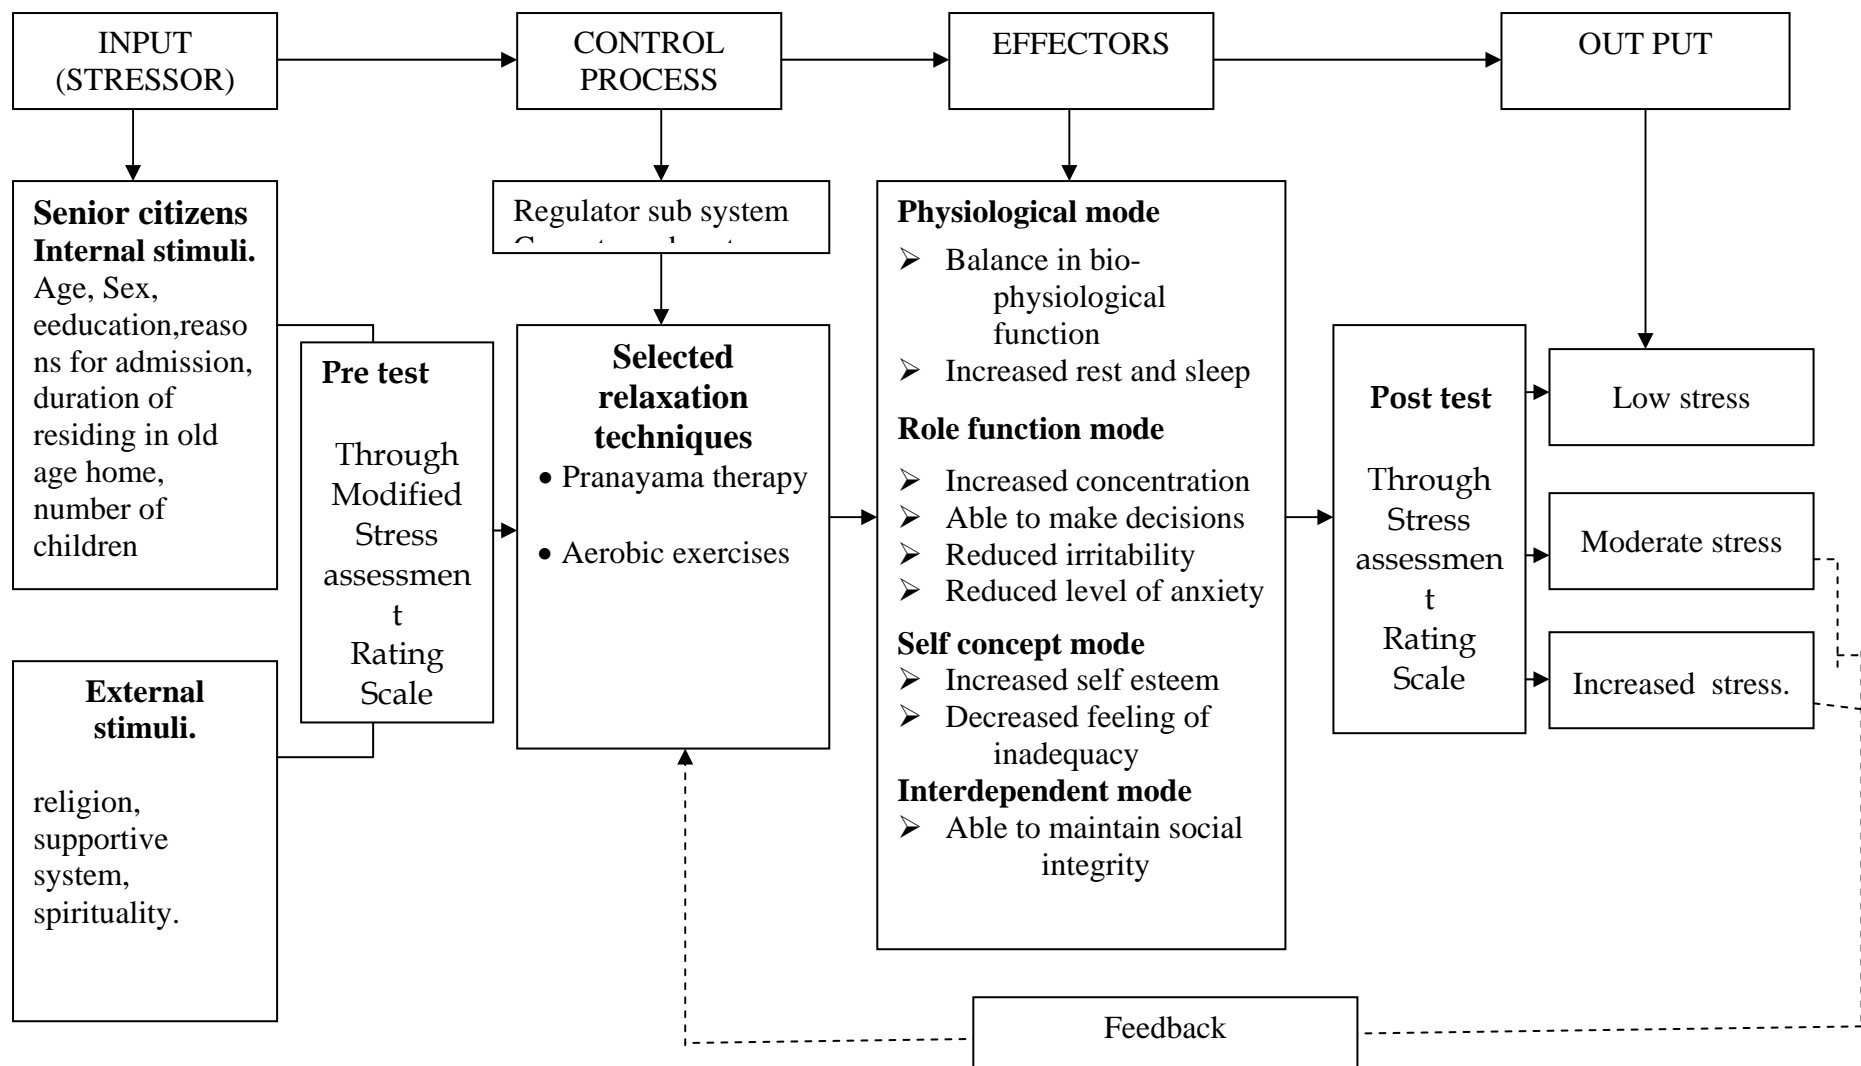 INPUT
(STRESSOR)
CONTROL
PROCESS
EFFECTORS
OUT PUT
Senior citizens
Internal stimuli.
Age, Sex,
eeducation,reaso
ns for admission,
duration of
residing in old
age home,
number of
children
External
stimuli.
religion,
supportive
system,
spirituality.
Pre test
Through
Modified
Stress
assessmen
t
Rating
Scale
Regulator sub system
Selected
relaxation
techniques
• Pranayama therapy
• Aerobic exercises
Physiological mode
➢ Balance in bio-
physiological
function
➢ Increased rest and sleep
Role function mode
➢ Increased concentration
➢ Able to make decisions
➢ Reduced irritability
➢ Reduced level of anxiety
Self concept mode
➢ Increased self esteem
➢ Decreased feeling of
inadequacy
Interdependent mode
➢ Able to maintain social
integrity
Post test
Through
Stress
assessmen
t
Rating
Scale
Low stress
Moderate stress
Increased stress.
Feedback